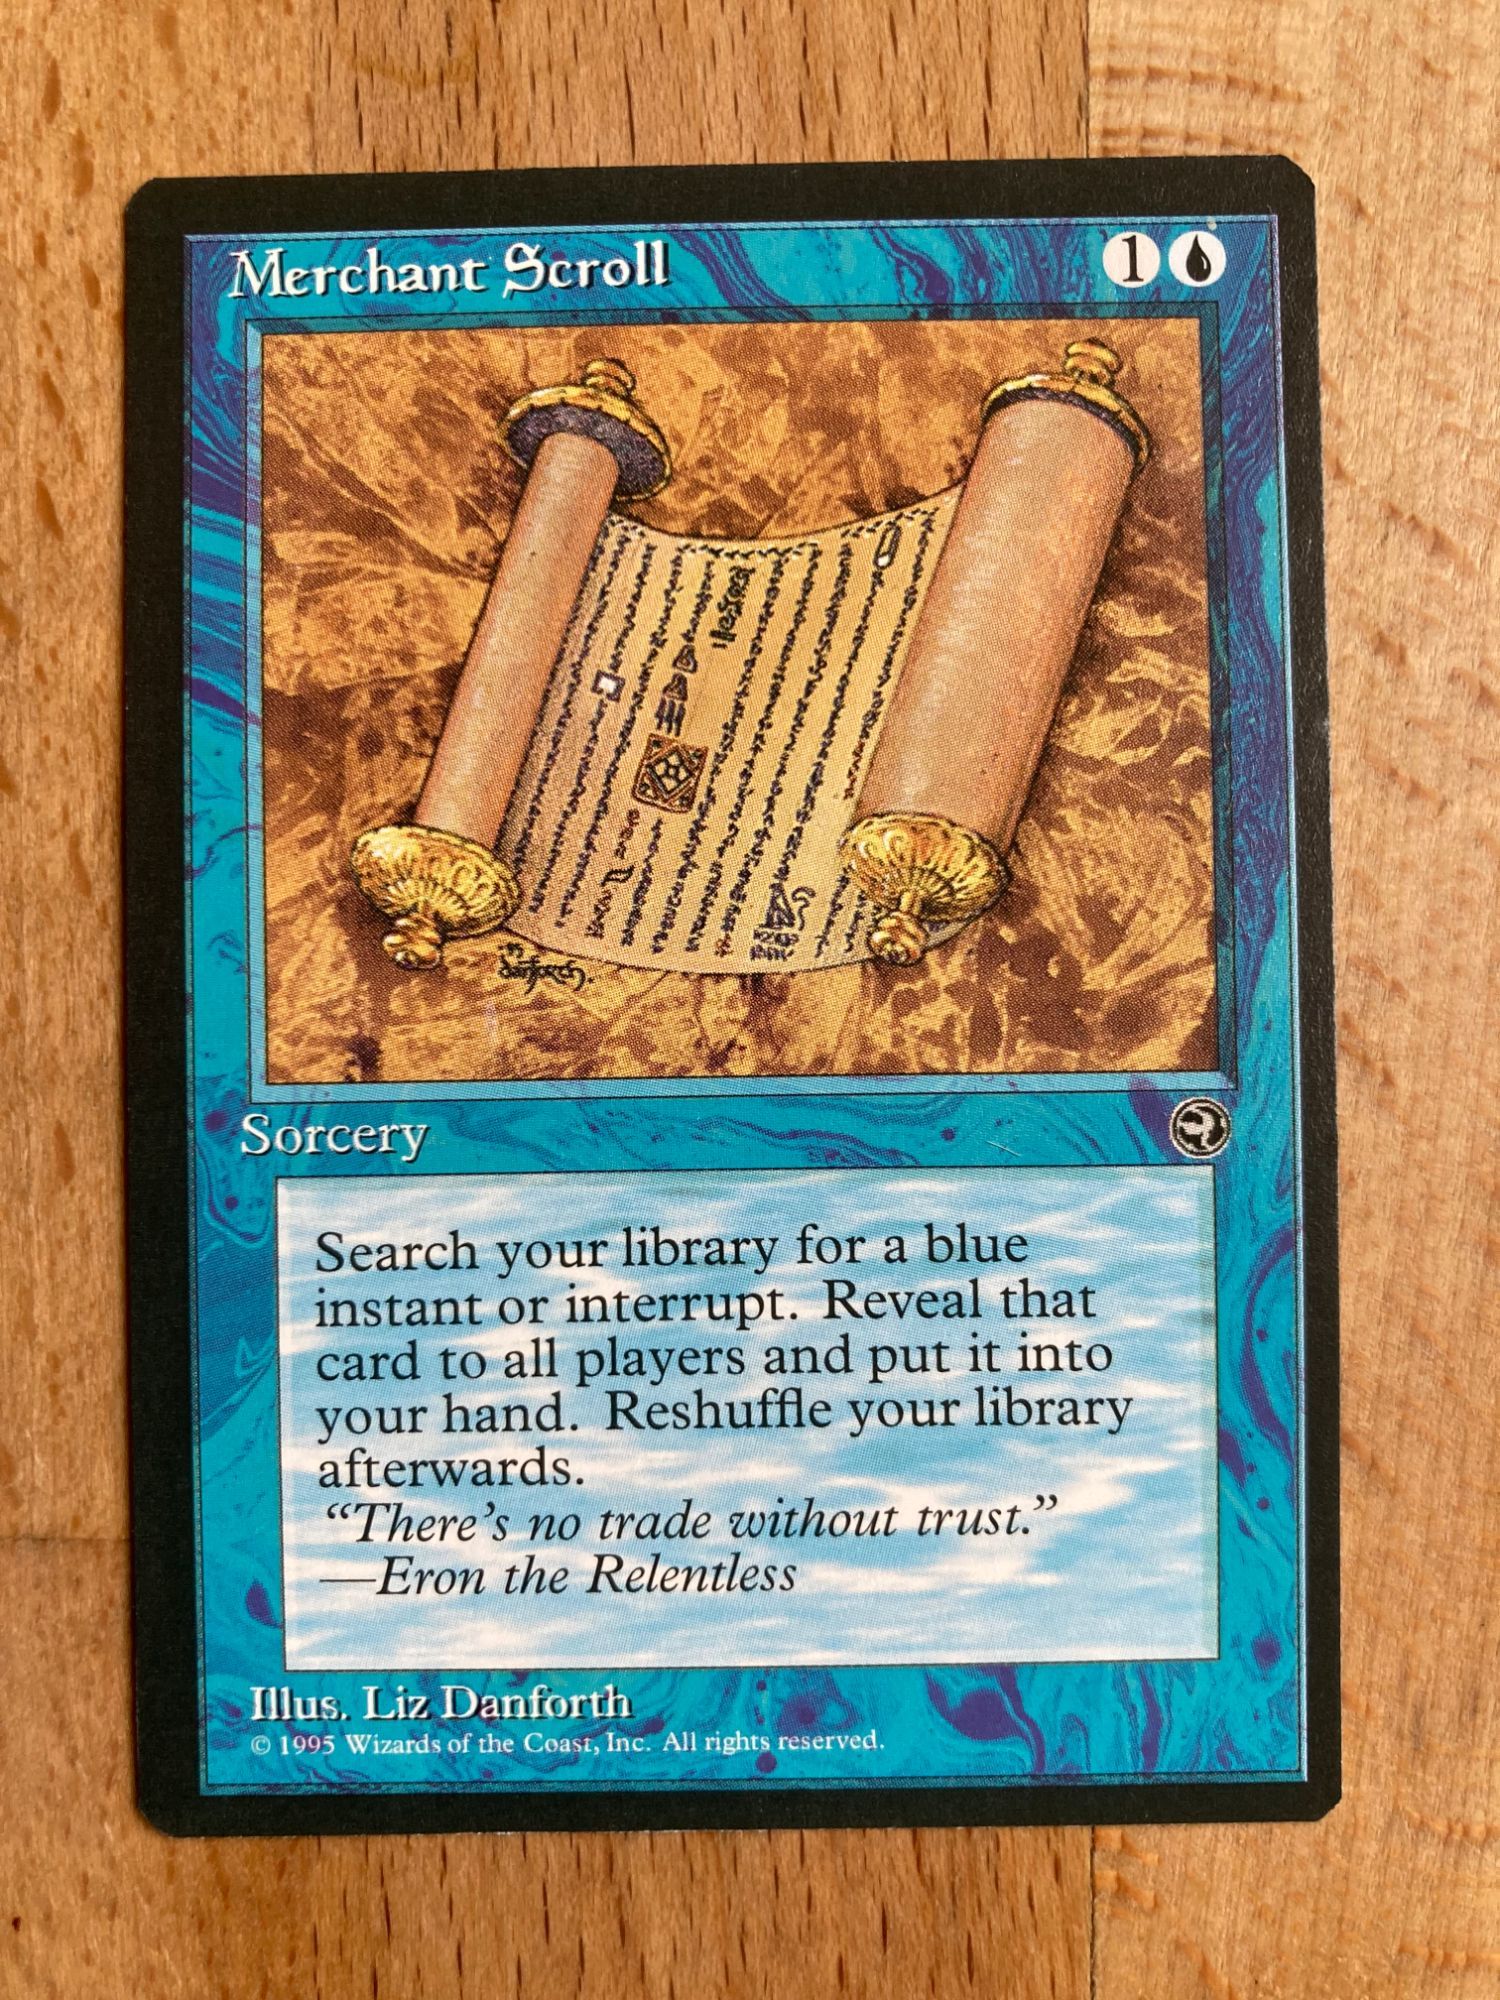 Merchant Scroll 1
Danforth.
Sorcery
Search your library for a blue
instant or interrupt. Reveal that
card to all players and put it into
your hand. Reshuffle your library
afterwards.
“There’s no trade without trust.”
—Eron the Relentless
Illus. Liz Danforth
© 1995 Wizards of the Coast, Inc. All rights reserved.